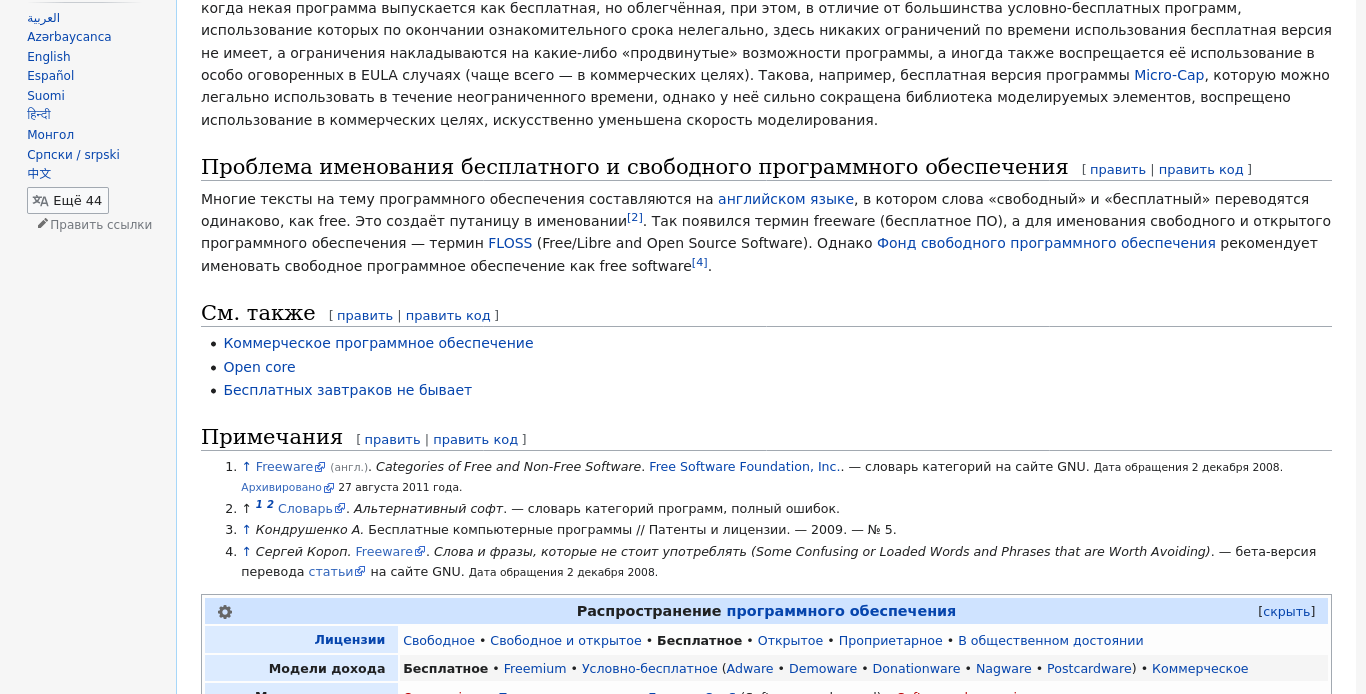 العربية
Azərbaycanca
English
Español
Suomi
हिन्दी
Монгол
Српски / srpski
中文
Ещё 44
Править ссылки
когда некая программа выпускается как бесплатная, но облегчённая, при этом, в отличие от большинства условно-бесплатных программ,
использование которых по окончании ознакомительного срока нелегально, здесь никаких ограничений по времени использования бесплатная версия
не имеет, а ограничения накладываются на какие-либо «продвинутые» возможности программы, а иногда также воспрещается её использование в
особо оговоренных в EULA случаях (чаще всего — в коммерческих целях). Такова, например, бесплатная версия программы Micro-Cap, которую можно
легально использовать в течение неограниченного времени, однако у неё сильно сокращена библиотека моделируемых элементов, воспрещено
использование в коммерческих целях, искусственно уменьшена скорость моделирования.
Проблема именования бесплатного и свободного программного обеспечения [ править | править код ]
Многие тексты на тему программного обеспечения составляются на английском языке, в котором слова «свободный» и «бесплатный» переводятся
одинаково, как free. Это создаёт путаницу в именовании[2]. Так появился термин freeware (бесплатное ПО), а для именования свободного и открытого
программного обеспечения — термин FLOSS (Free/Libre and Open Source Software). Однако Фонд свободного программного обеспечения рекомендует
именовать свободное программное обеспечение как free software[4].
См. также [ править | править код ]
• Коммерческое программное обеспечение
• Open core
• Бесплатных завтраков не бывает
Примечания [ править | править код ]
1. ↑ Freeware (англ.). Categories of Free and Non-Free Software. Free Software Foundation, Inc.. — словарь категорий на сайте GNU. Дата обращения 2 декабря 2008.
Архивировано 27 августа 2011 года.
2. ↑ 1 2 Словарь. Альтернативный софт. — словарь категорий программ, полный ошибок.
3. ↑ Кондрушенко А. Бесплатные компьютерные программы // Патенты и лицензии. — 2009. — № 5.
4. ↑ Сергей Короп. Freeware. Слова и фразы, которые не стоит употреблять (Some Confusing or Loaded Words and Phrases that are Worth Avoiding). — бета-версия
перевода статьи на сайте GNU. Дата обращения 2 декабря 2008.
Распространение программного обеспечения [скрыть]
Лицензии Свободное • Свободное и открытое • Бесплатное • Открытое • Проприетарное • В общественном достоянии
Модели дохода Бесплатное • Freemium • Условно-бесплатное (Adware • Demoware • Donationware • Nagware • Postcardware) • Коммерческое